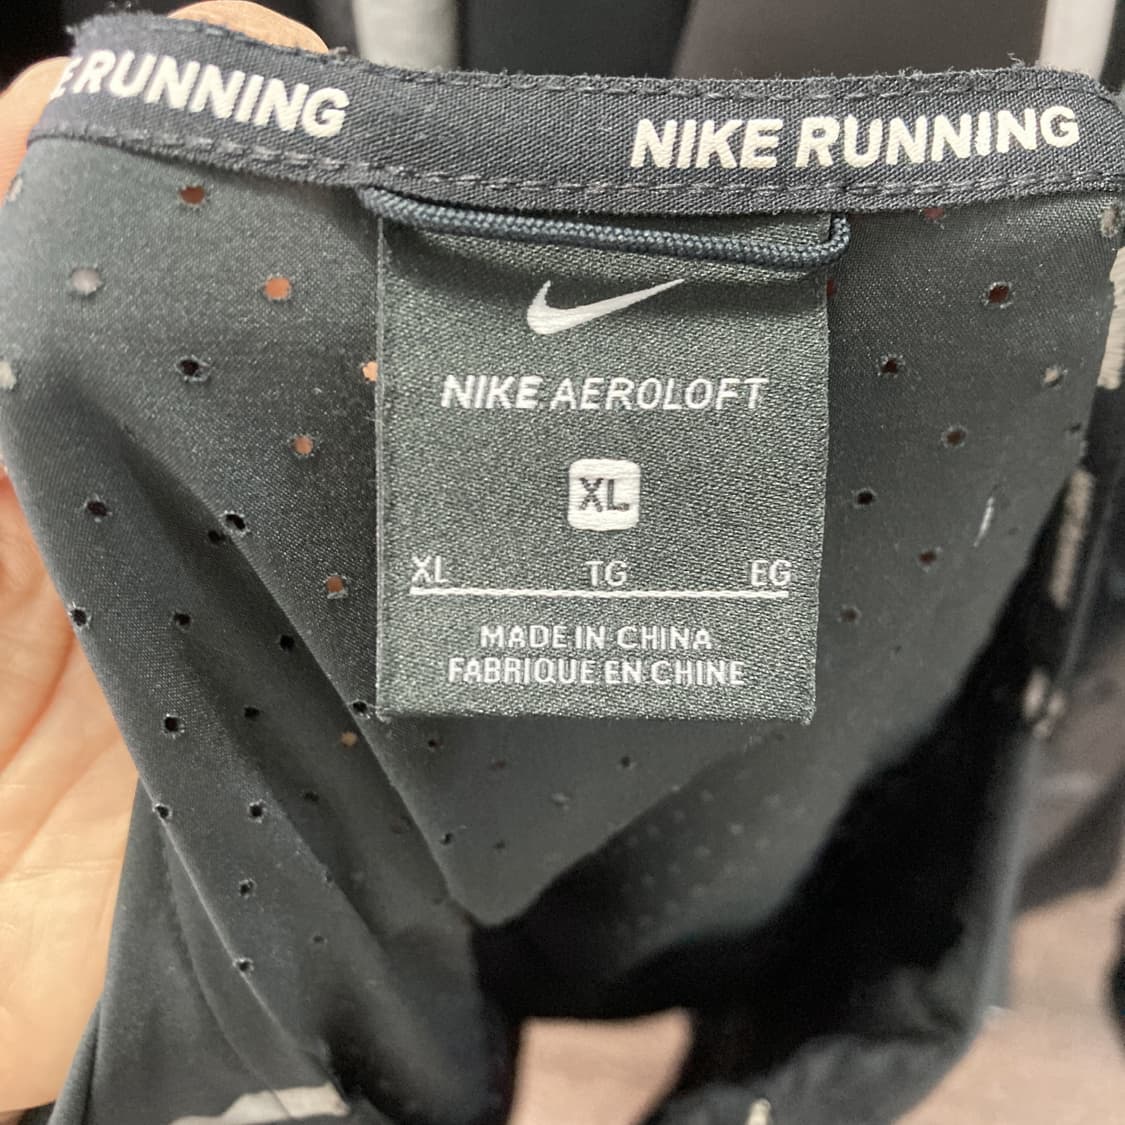 E RUNNING
NIKE RUNNING
NIKE AEROLOFT
XL
XL TG EG
MADE IN CHINA
FABRIQUE EN CHINE